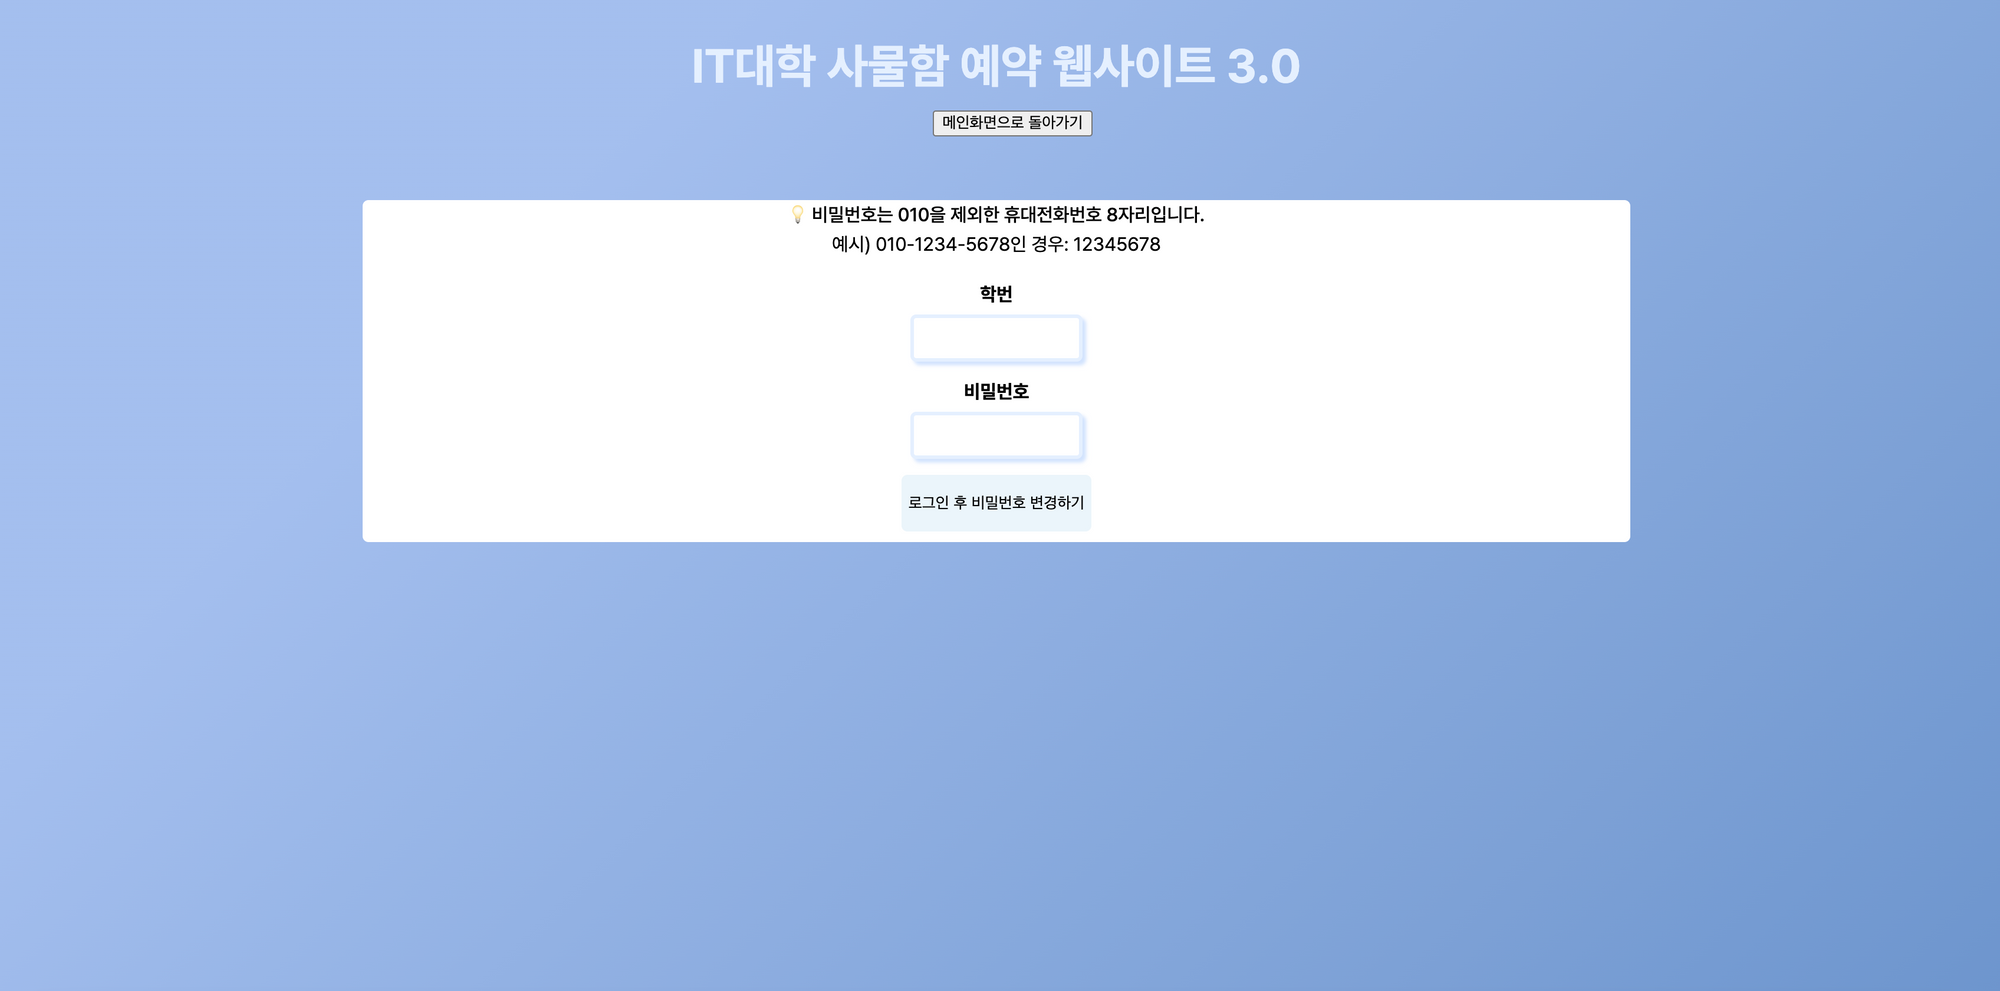 IT대학 사물함 예약 웹사이트 3.0
메인화면으로 돌아가기
💡 비밀번호는 010을 제외한 휴대전화번호 8자리입니다.
예시) 010-1234-5678인 경우: 12345678
학번
비밀번호
로그인 후 비밀번호 변경하기